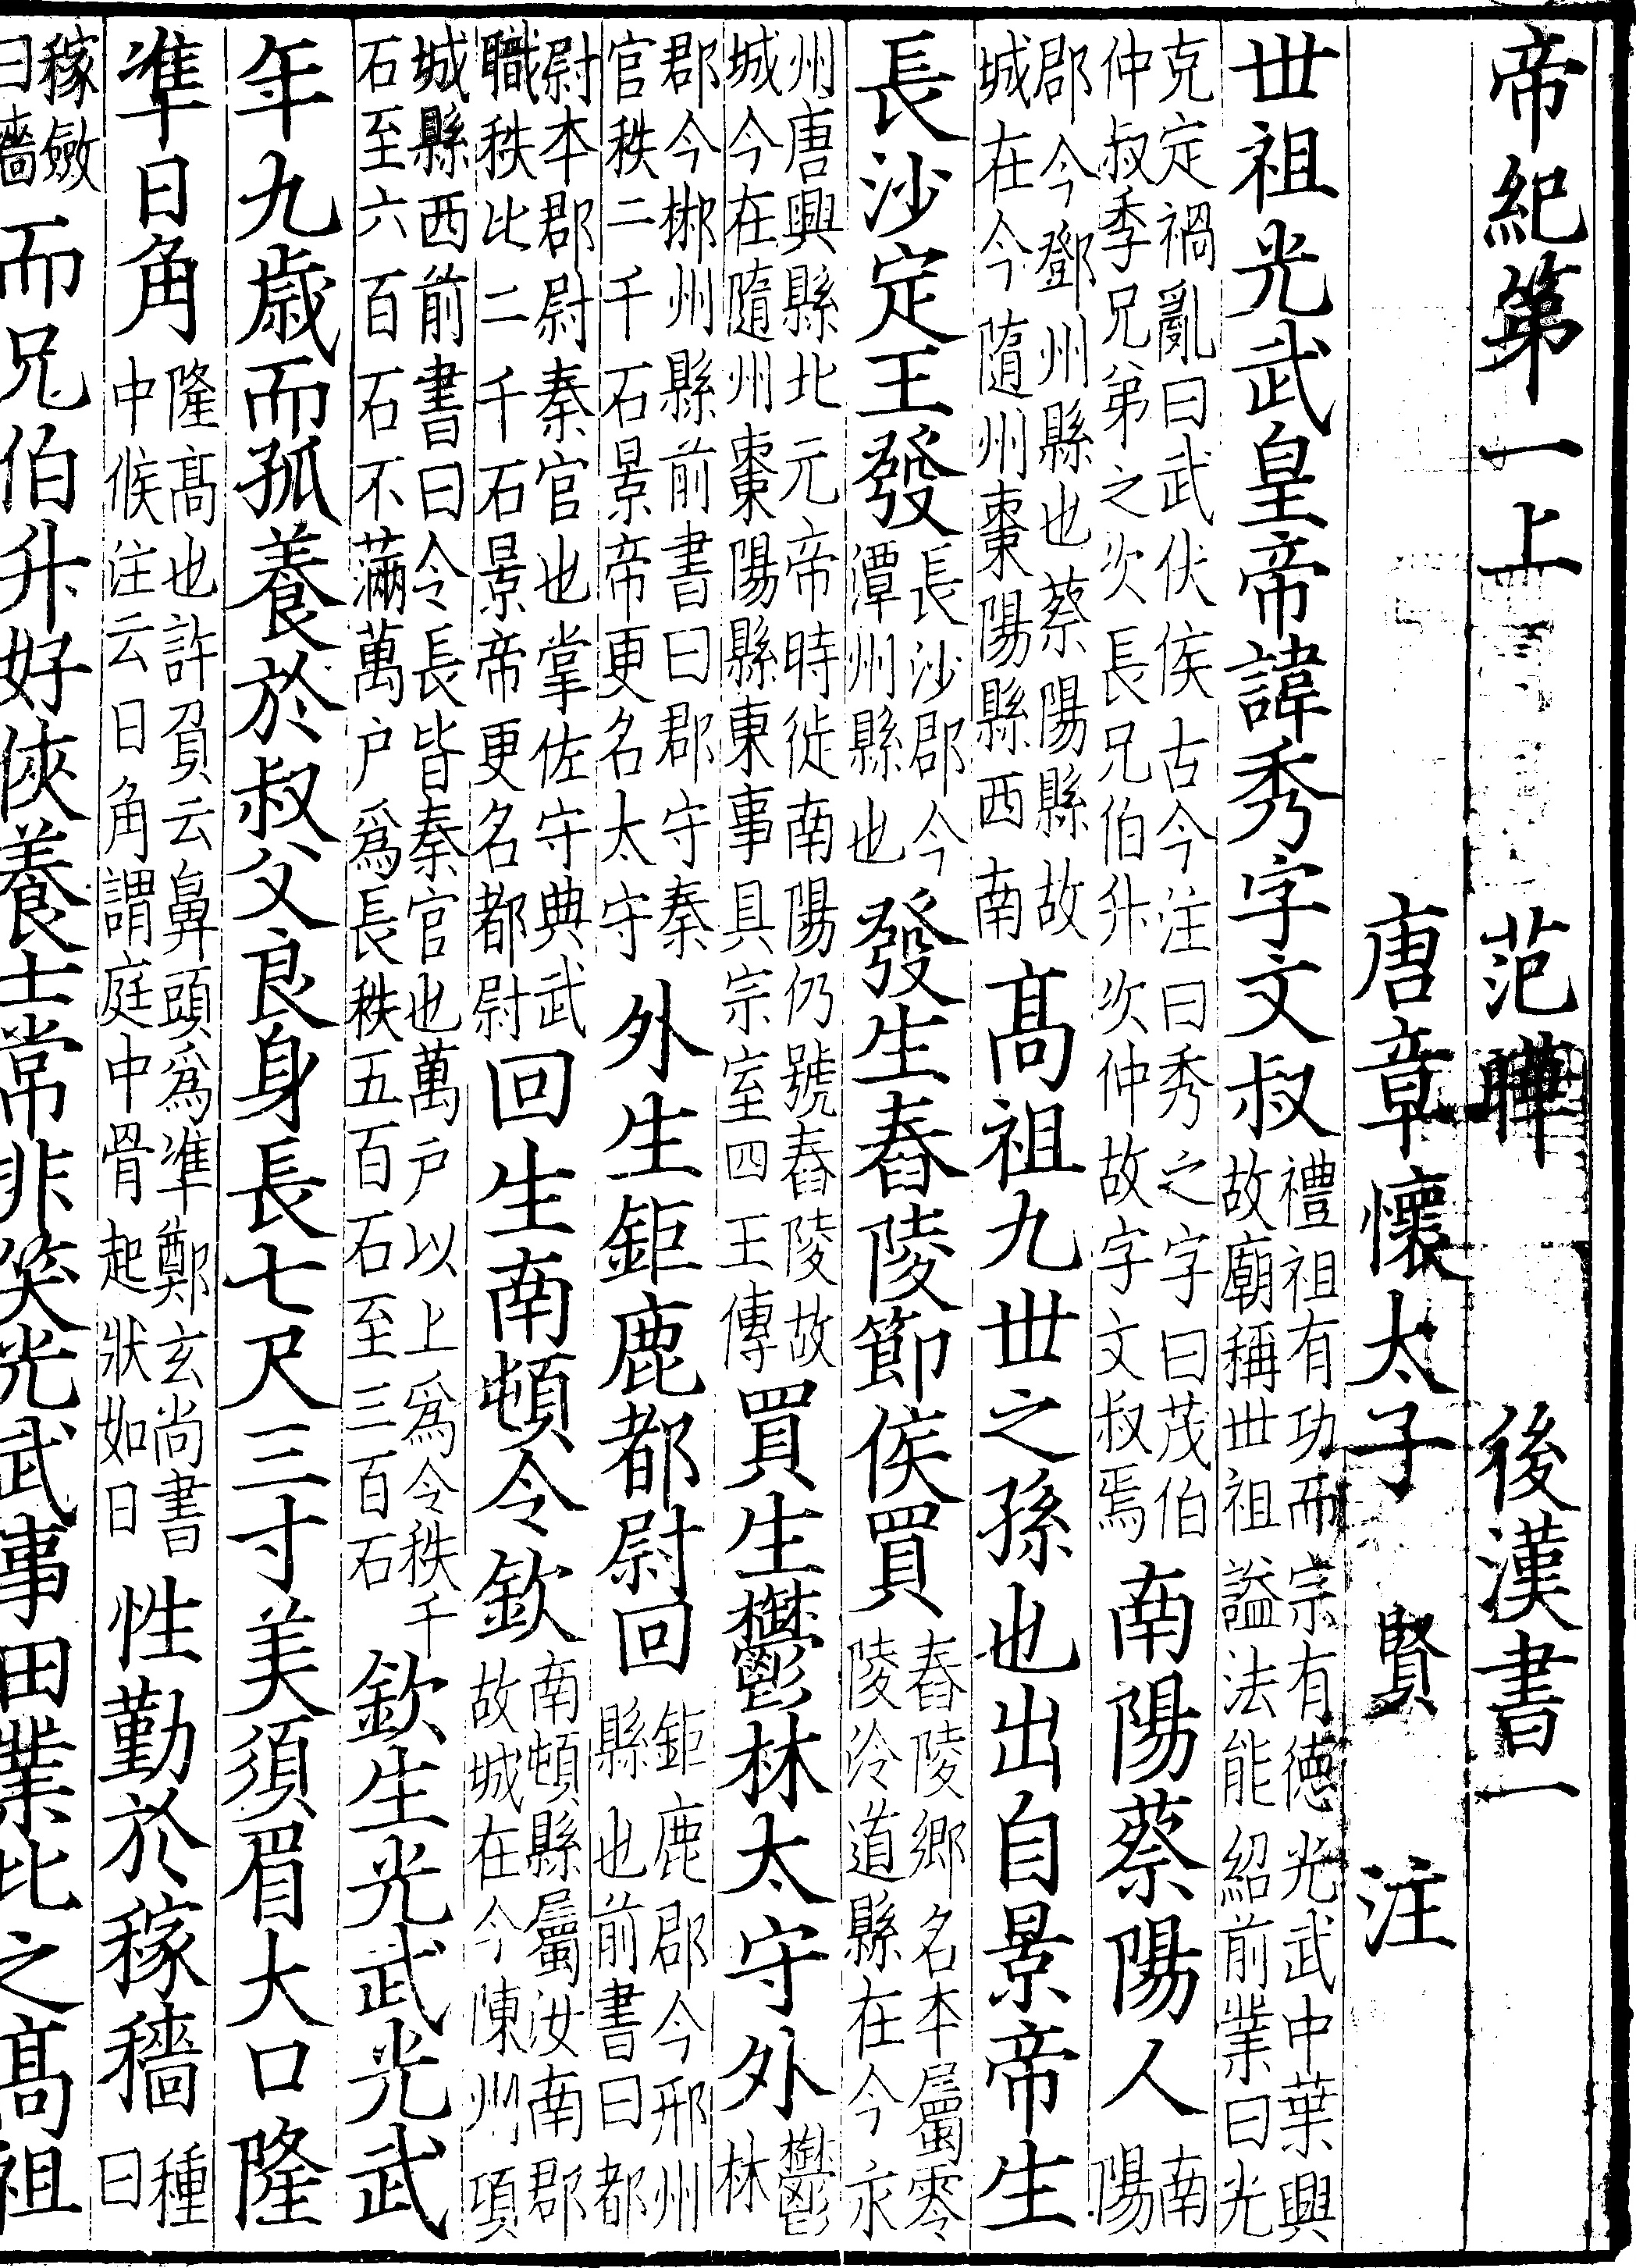 帝紀第一上 范曄 後漢書一
唐章懷太子 賢 注
丗祖光武皇帝諱秀字文叔 禮祖有功而宗有德光武中葉興 故廟稱丗祖謚法能紹前業曰光
克定禍亂曰武伏侯古今注曰秀之字曰茂伯 仲叔季兄弟之次長兄伯升次仲故字文叔焉 南陽蔡陽人 南 陽
郡今鄧州縣也蔡陽縣故 城在今隨州棗陽縣西南 髙祖九丗之孫也出自景帝生
長沙定王發 長沙郡今 潭州縣也 發生舂陵節侯買 舂陵鄉名本屬零 陵泠道縣在今永
州唐興縣北元帝時徙南陽仍號舂陵故 城今在隨州棗陽縣東事具宗室四王傳 買生鬱林太守外 鬱 林
郡今郴州縣前書曰郡守秦 官秩二千石景帝更名太守 外生鉅鹿都尉回 鉅鹿郡今邢州 縣也前書曰都
尉本郡尉秦官也掌佐守典武 職秩比二千石景帝更名都尉 回生南頓令欽 南頓縣屬汝南郡 故城在今陳州項
城縣西前書曰令長皆秦官也萬戶以上爲令秩千 石至六百石不滿萬戶爲長秩五百石至三百石 欽生光武光武
年九歲而孤養於叔父良身長七尺三寸美須眉大口隆
準日角 隆髙也許負云鼻頭爲準鄭玄尚書 中候注云日角謂庭中骨起狀如日 性勤於稼穡 種 曰
稼斂 曰穡 而兄伯升好俠養士常非笑光武事田業比之髙祖